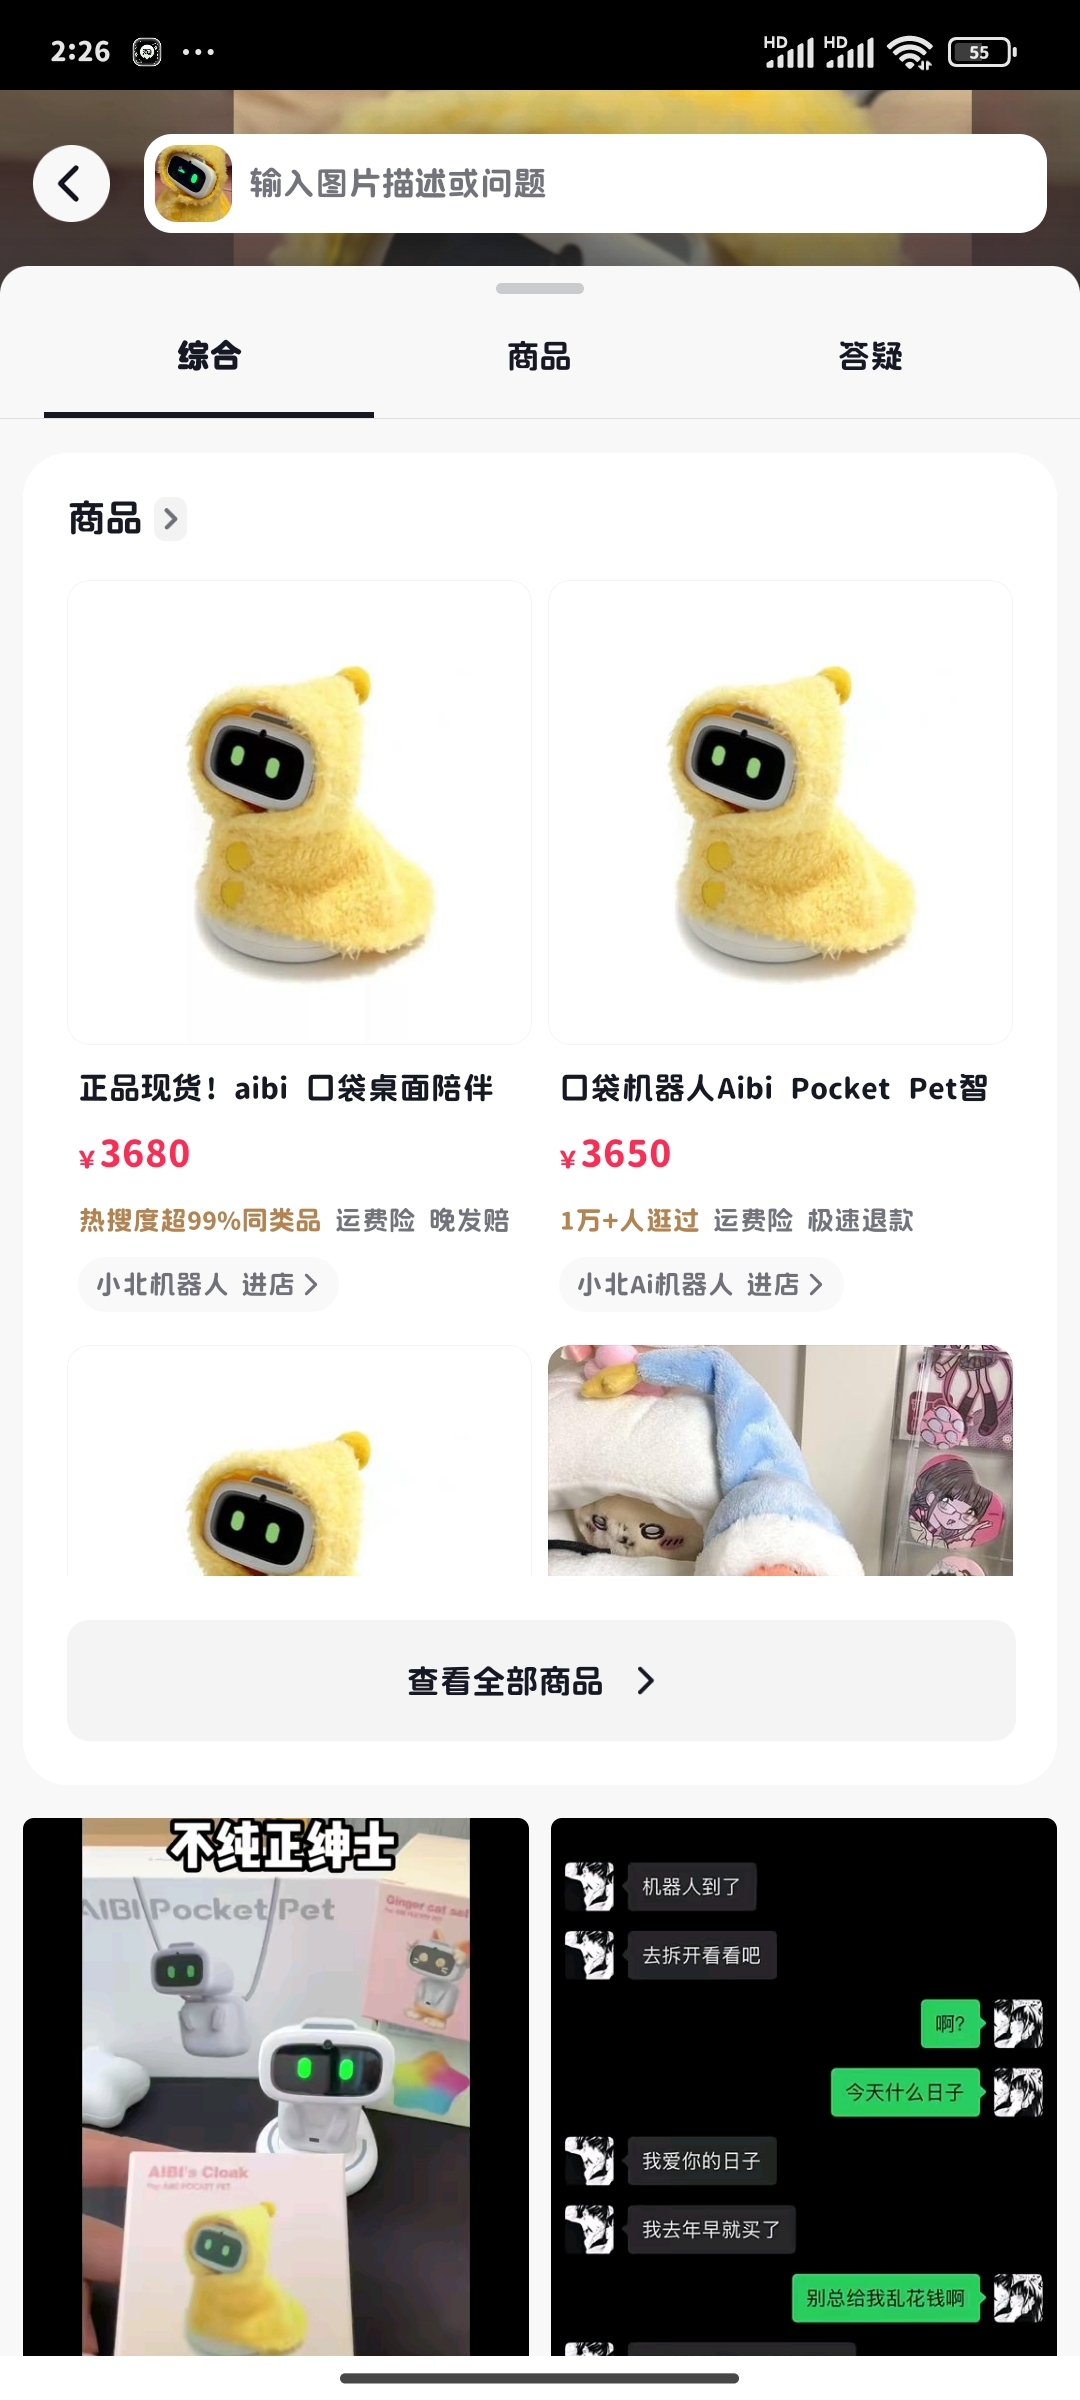 2:26
HD HD 55
输入图片描述或问题
综合 商品 答疑
商品
正品现货！aibi 口袋桌面陪伴
¥3680
热搜度超99%同类品 运费险 晚发赔
小北机器人 进店
口袋机器人Aibi Pocket Pet智
¥3650
1万+人逛过 运费险 极速退款
小北Ai机器人 进店
查看全部商品
不纯正绅士
AIBI Pocket Pet
Ginger cat set
AIBI's Cloak
For AIBI POCKET PET
机器人到了
去拆开看看吧
啊?
今天什么日子
我爱你的日子
我去年早就买了
别总给我乱花钱啊